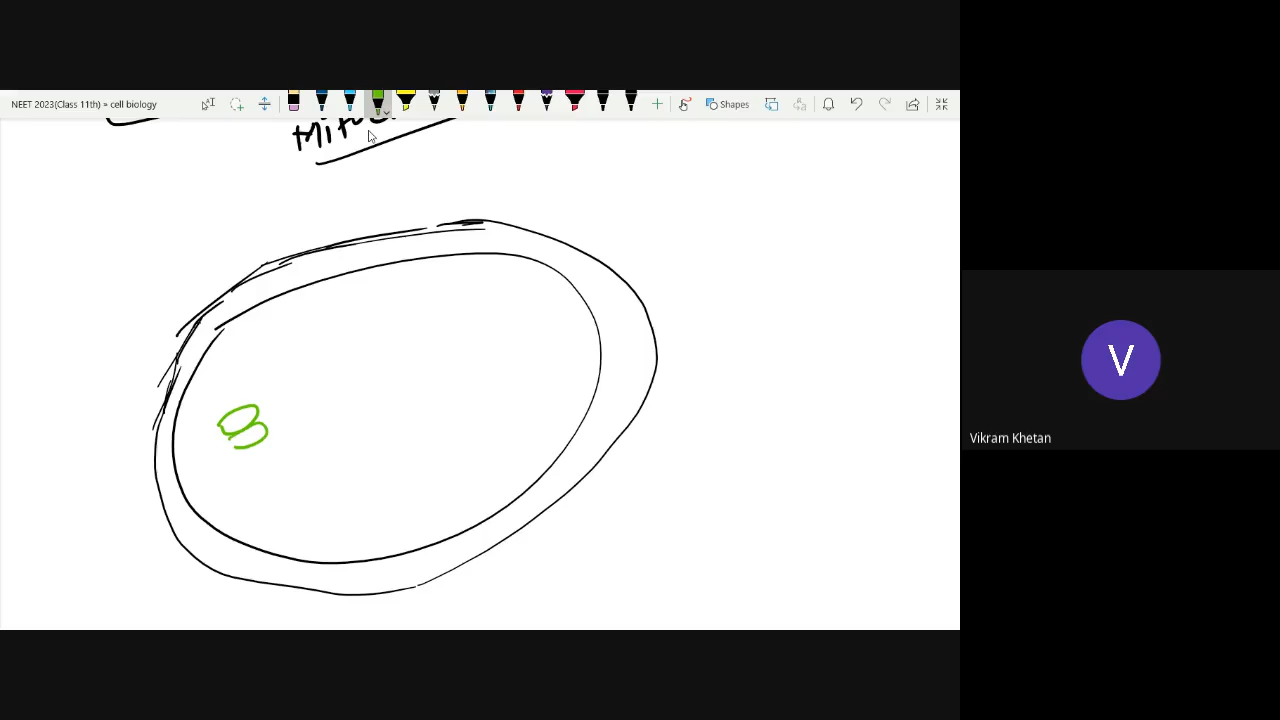 NEET 2023(Class 11th) » cell biology
Shapes
V
Vikram Khetan